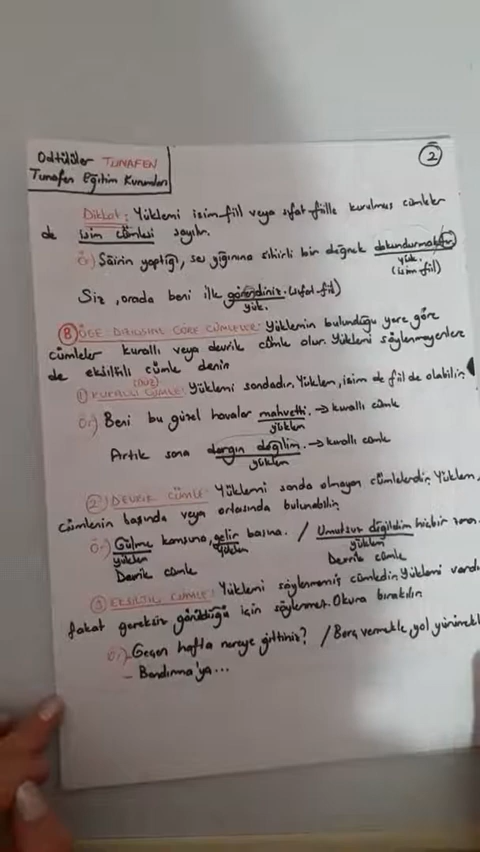 Odtülüler TUNAFEN
Tunafen Eğitim Kurumları
2
Dikkat: Yüklemi isim-fiil veya sıfat-fiille kurulmuş cümleler
de isim cümlesi sayılır.
Ör:) Şairin yaptığı, ses yığınına sihirli bir değnek dokundurmaktır.
yük.
(isim fiil)
Siz, orada beni ilk görendiniz. (sıfat-fiil)
yük.
B ÖGE DİZİLİŞİNE GÖRE CÜMLELER: Yüklemin bulunduğu yere göre
cümleler kurallı veya devrik cümle olur. Yüklemi söylenmeyenlere
de eksiltili cümle denir
(DÜZ)
1 KURALLI CÜMLE: Yüklemi sondadır. Yüklem, isim de fiil de olabilir.
Ör:) Beni bu güzel havalar mahvetti. → kurallı cümle
yüklem
Artık sana dargın değilim. → kurallı cümle
yüklem
2 DEVRİK CÜMLE: Yüklemi sonda olmayan cümlelerdir. Yüklem,
cümlenin başında veya ortasında bulunabilir.
Ör:) Gülme komşuna, gelir başına. / Umutsuz değildim hiçbir zaman.
yüklem yüklem yüklem
Devrik cümle Devrik cümle
3 EKSİLTİLİ CÜMLE: Yüklemi söylenmemiş cümledir. Yüklemi vardır
fakat gereksiz görüldüğü için söylenmez. Okura bırakılır.
Ör:) - Geçen hafta nereye gittiniz? / Borç vermekle, yol yürümekle
- Bandırma'ya...